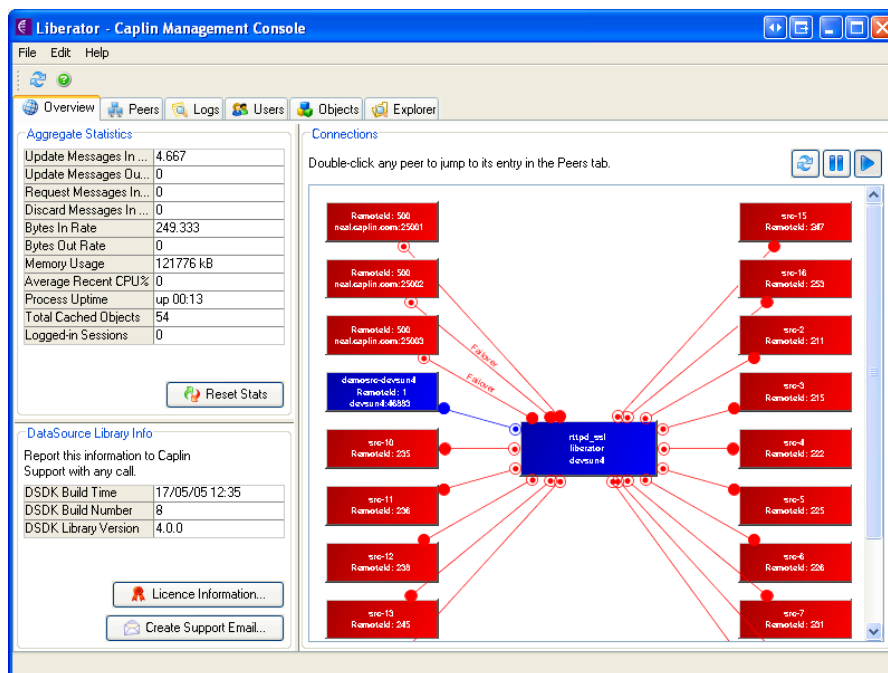 Liberator - Caplin Management Console
File Edit Help
Overview Peers Logs Users Objects Explorer
Aggregate Statistics
Update Messages In ... 4.667
Update Messages Ou... 0
Request Messages In... 0
Discard Messages In ... 0
Bytes In Rate 249.333
Bytes Out Rate 0
Memory Usage 121776 kB
Average Recent CPU% 0
Process Uptime up 00:13
Total Cached Objects 54
Logged-in Sessions 0
Reset Stats
DataSource Library Info
Report this information to Caplin
Support with any call.
DSDK Build Time 17/05/05 12:35
DSDK Build Number 8
DSDK Library Version 4.0.0
Licence Information...
Create Support Email...
Connections
Double-click any peer to jump to its entry in the Peers tab.
RemoteId: 500
neal.caplin.com:25001
RemoteId: 500
neal.caplin.com:25002
RemoteId: 500
neal.caplin.com:25003
Failover
Failover
demosrc-devsun4
RemoteId: 1
devsun4:46883
src-10
RemoteId: 235
src-11
RemoteId: 236
src-12
RemoteId: 238
src-13
RemoteId: 245
rttpd_ssl
liberator
devsun4
src-15
RemoteId: 247
src-16
RemoteId: 253
src-2
RemoteId: 211
src-3
RemoteId: 215
src-4
RemoteId: 222
src-5
RemoteId: 225
src-6
RemoteId: 226
src-7
RemoteId: 231